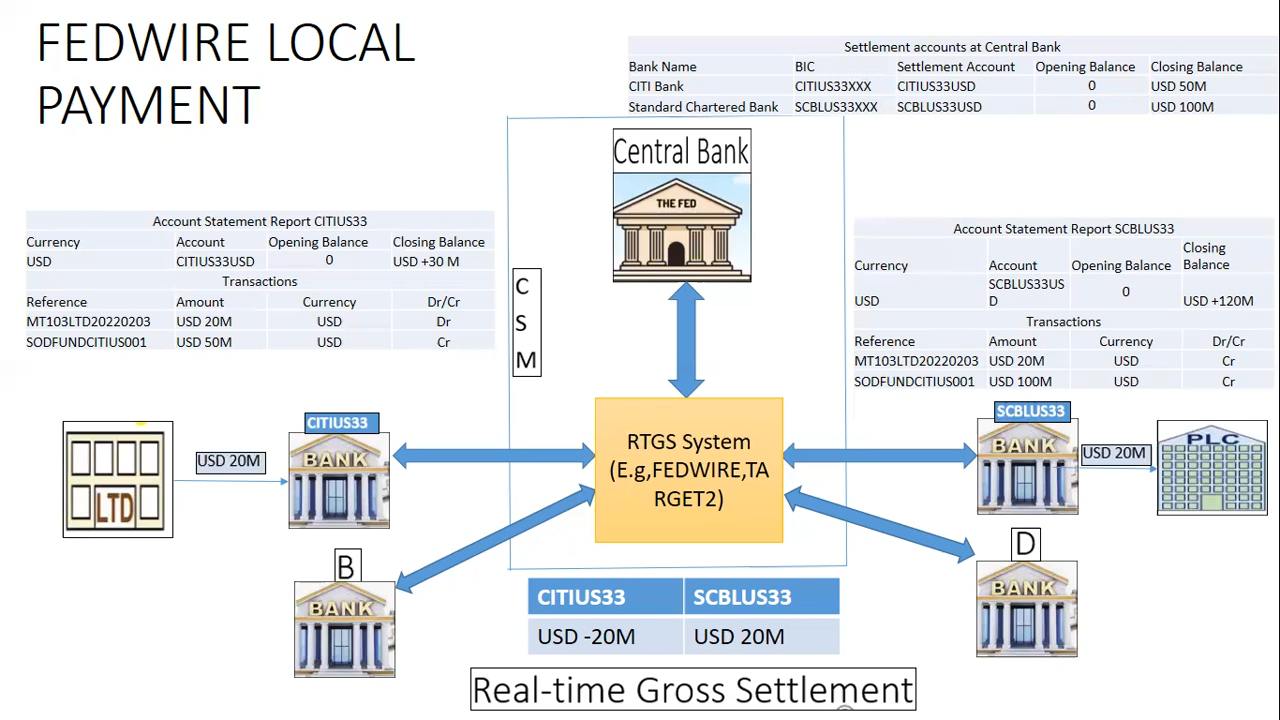 FEDWIRE LOCAL
PAYMENT
Settlement accounts at Central Bank
Bank Name BIC Settlement Account Opening Balance Closing Balance
CITI Bank CITIUS33XXX CITIUS33USD 0 USD 50M
Standard Chartered Bank SCBLUS33XXX SCBLUS33USD 0 USD 100M
Central Bank
THE FED
Account Statement Report CITIUS33
Currency Account Opening Balance Closing Balance
USD CITIUS33USD 0 USD +30 M
Transactions
Reference Amount Currency Dr/Cr
MT103LTD20220203 USD 20M USD Dr
SODFUNDCITIUS001 USD 50M USD Cr
C
S
M
Account Statement Report SCBLUS33
Closing
Currency Account Opening Balance Balance
SCBLUS33US
USD D 0 USD +120M
Transactions
Reference Amount Currency Dr/Cr
MT103LTD20220203 USD 20M USD Cr
SODFUNDCITIUS001 USD 100M USD Cr
LTD
USD 20M
CITIUS33
BANK
RTGS System
(E.g,FEDWIRE,TA
RGET2)
SCBLUS33
BANK
USD 20M
PLC
B
BANK
D
BANK
CITIUS33 SCBLUS33
USD -20M USD 20M
Real-time Gross Settlement